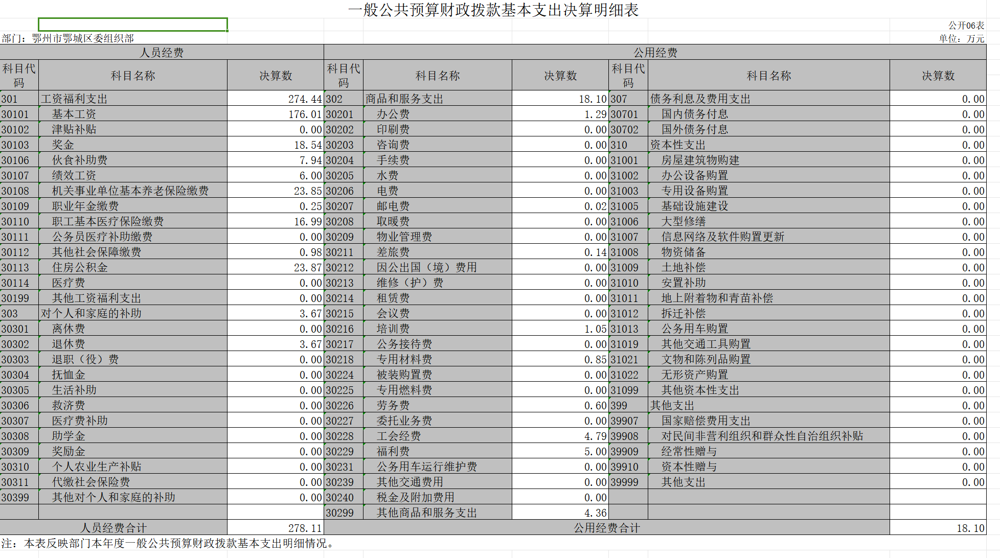 一般公共预算财政拨款基本支出决算明细表
公开06表
部门：鄂州市鄂城区委组织部 单位：万元
人员经费 公用经费
科目代码 科目名称 决算数 科目代码 科目名称 决算数 科目代码 科目名称 决算数
301 工资福利支出 274.44 302 商品和服务支出 18.10 307 债务利息及费用支出 0.00
30101 基本工资 176.01 30201 办公费 1.29 30701 国内债务付息 0.00
30102 津贴补贴 0.00 30202 印刷费 0.00 30702 国外债务付息 0.00
30103 奖金 18.54 30203 咨询费 0.00 310 资本性支出 0.00
30106 伙食补助费 7.94 30204 手续费 0.00 31001 房屋建筑物购建 0.00
30107 绩效工资 6.00 30205 水费 0.00 31002 办公设备购置 0.00
30108 机关事业单位基本养老保险缴费 23.85 30206 电费 0.00 31003 专用设备购置 0.00
30109 职业年金缴费 0.25 30207 邮电费 0.02 31005 基础设施建设 0.00
30110 职工基本医疗保险缴费 16.99 30208 取暖费 0.00 31006 大型修缮 0.00
30111 公务员医疗补助缴费 0.00 30209 物业管理费 0.00 31007 信息网络及软件购置更新 0.00
30112 其他社会保障缴费 0.98 30211 差旅费 0.14 31008 物资储备 0.00
30113 住房公积金 23.87 30212 因公出国（境）费用 0.00 31009 土地补偿 0.00
30114 医疗费 0.00 30213 维修（护）费 0.00 31010 安置补助 0.00
30199 其他工资福利支出 0.00 30214 租赁费 0.00 31011 地上附着物和青苗补偿 0.00
303 对个人和家庭的补助 3.67 30215 会议费 0.00 31012 拆迁补偿 0.00
30301 离休费 0.00 30216 培训费 1.05 31013 公务用车购置 0.00
30302 退休费 3.67 30217 公务接待费 0.00 31019 其他交通工具购置 0.00
30303 退职（役）费 0.00 30218 专用材料费 0.85 31021 文物和陈列品购置 0.00
30304 抚恤金 0.00 30224 被装购置费 0.00 31022 无形资产购置 0.00
30305 生活补助 0.00 30225 专用燃料费 0.00 31099 其他资本性支出 0.00
30306 救济费 0.00 30226 劳务费 0.60 399 其他支出 0.00
30307 医疗费补助 0.00 30227 委托业务费 0.00 39907 国家赔偿费用支出 0.00
30308 助学金 0.00 30228 工会经费 4.79 39908 对民间非营利组织和群众性自治组织补贴 0.00
30309 奖励金 0.00 30229 福利费 5.00 39909 经常性赠与 0.00
30310 个人农业生产补贴 0.00 30231 公务用车运行维护费 0.00 39910 资本性赠与 0.00
30311 代缴社会保险费 0.00 30239 其他交通费用 0.00 39999 其他支出 0.00
30399 其他对个人和家庭的补助 0.00 30240 税金及附加费用 0.00
30299 其他商品和服务支出 4.36
人员经费合计 278.11 公用经费合计 18.10
注：本表反映部门本年度一般公共预算财政拨款基本支出明细情况。